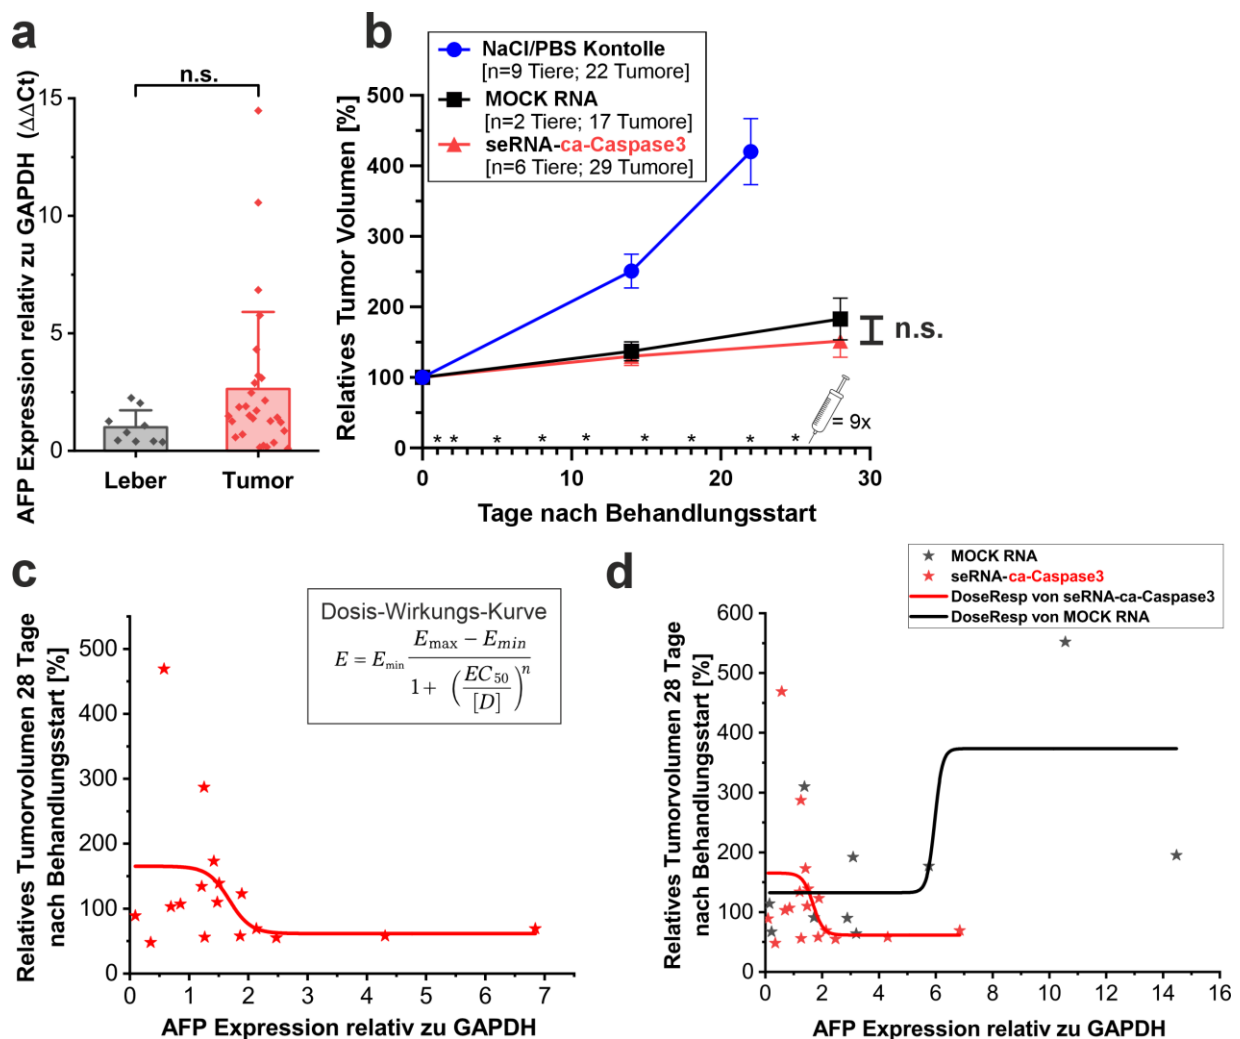 a
n.s.
AFP Expression relativ zu GAPDH (ΔΔCt)
15
10
5
0
Leber
Tumor
b
NaCl/PBS Kontolle
[n=9 Tiere; 22 Tumore]
MOCK RNA
[n=2 Tiere; 17 Tumore]
seRNA-ca-Caspase3
[n=6 Tiere; 29 Tumore]
Relatives Tumor Volumen [%]
500
400
300
200
100
0
n.s.
= 9x
* * * * * * * * *
0
10
20
30
Tage nach Behandlungsstart
c
Dosis-Wirkungs-Kurve
E = Emin (Emax − Emin) / (1 + (EC50 / [D])^n)
Relatives Tumorvolumen 28 Tage
nach Behandlungsstart [%]
500
400
300
200
100
0
0 1 2 3 4 5 6 7
AFP Expression relativ zu GAPDH
d
MOCK RNA
seRNA-ca-Caspase3
DoseResp von seRNA-ca-Caspase3
DoseResp von MOCK RNA
Relatives Tumorvolumen 28 Tage
nach Behandlungsstart [%]
600
500
400
300
200
100
0
0 2 4 6 8 10 12 14 16
AFP Expression relativ zu GAPDH